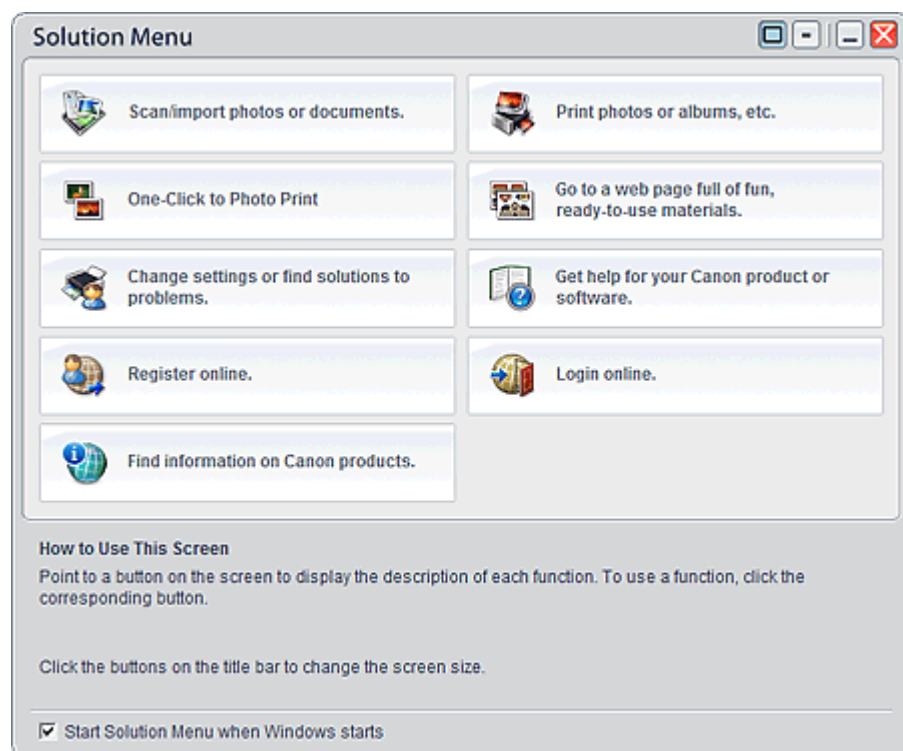 Solution Menu
Scan/import photos or documents.
Print photos or albums, etc.
One-Click to Photo Print
Go to a web page full of fun,
ready-to-use materials.
Change settings or find solutions to
problems.
Get help for your Canon product or
software.
Register online.
Login online.
Find information on Canon products.
How to Use This Screen
Point to a button on the screen to display the description of each function. To use a function, click the
corresponding button.
Click the buttons on the title bar to change the screen size.
Start Solution Menu when Windows starts